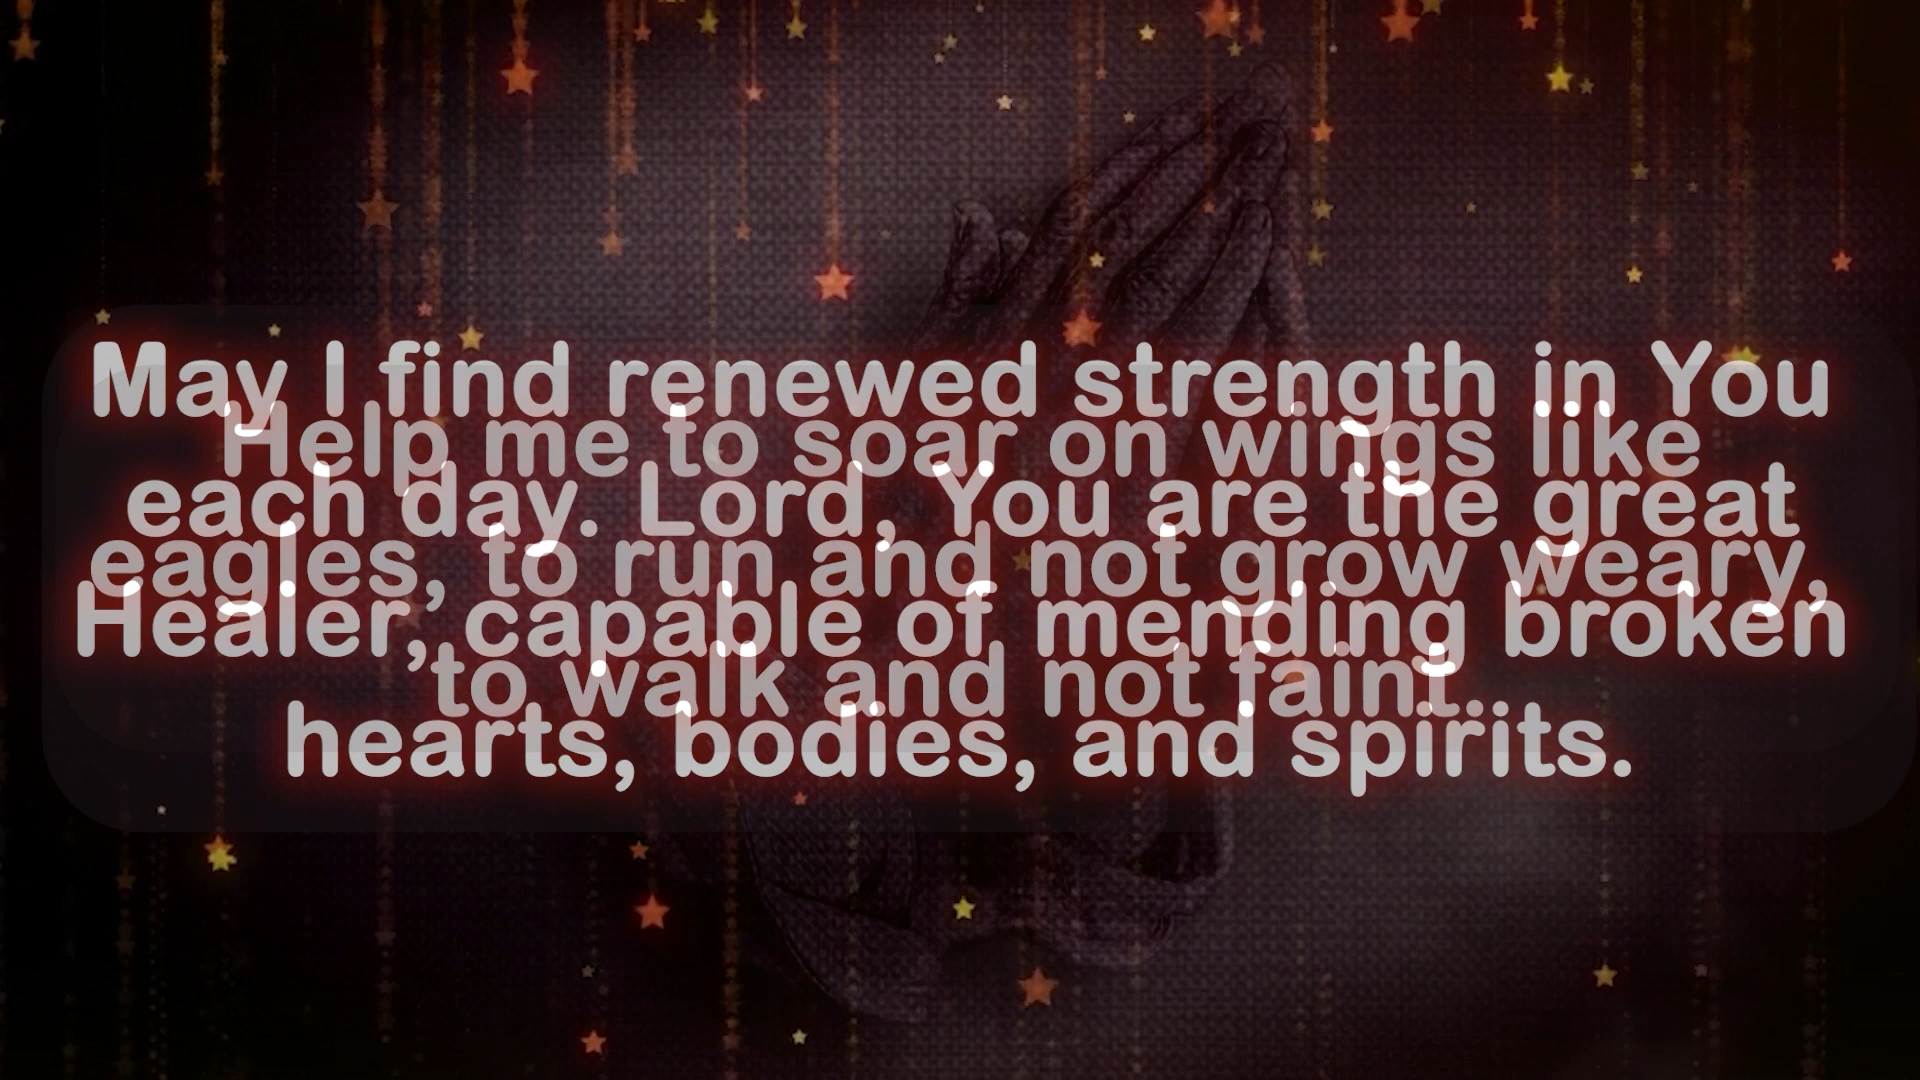 May I find renewed strength in You
Help me to soar on wings like
each day. Lord, You are the great
eagles, to run and not grow weary,
Healer, capable of mending broken
to walk and not faint.
hearts, bodies, and spirits.